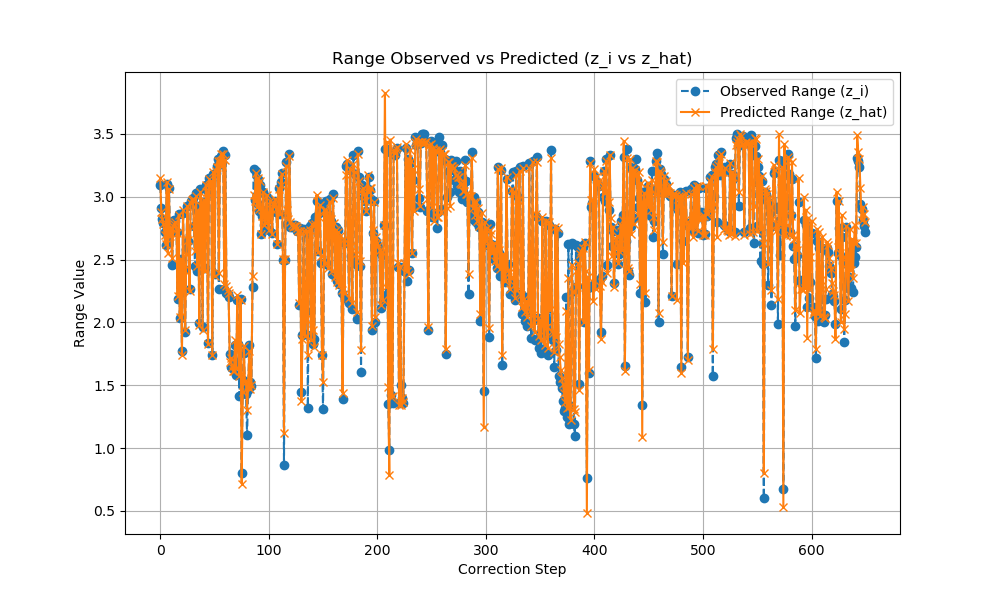 Range Observed vs Predicted (z_i vs z_hat)
Observed Range (z_i)
Predicted Range (z_hat)
Range Value
3.5
3.0
2.5
2.0
1.5
1.0
0.5
0 100 200 300 400 500 600
Correction Step